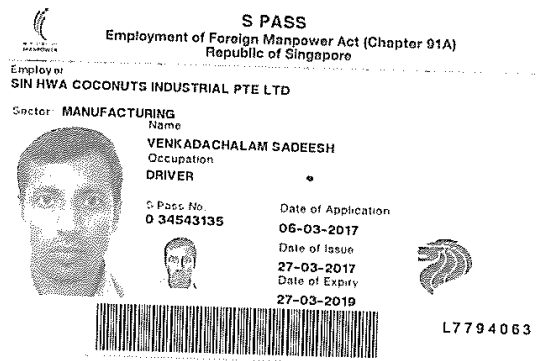 S PASS
Employment of Foreign Manpower Act (Chapter 91A)
Republic of Singapore
MANPOWER
Employer
SIN HWA COCONUTS INDUSTRIAL PTE LTD
Sector: MANUFACTURING
Name
VENKADACHALAM SADEESH
Occupation
DRIVER
S Pass No.
0 34543135
Date of Application
06-03-2017
Date of Issue
27-03-2017
Date of Expiry
27-03-2019
L7794063